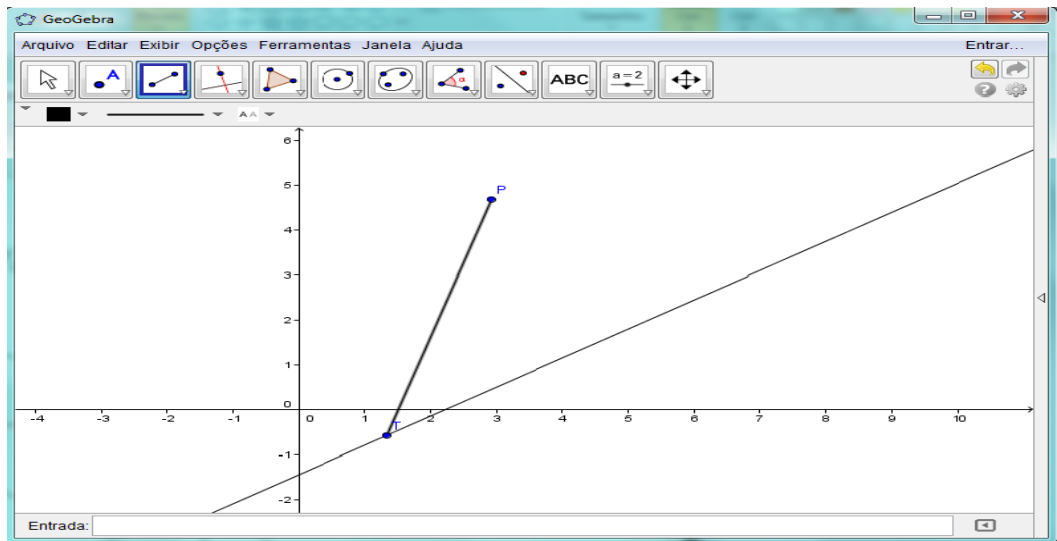 GeoGebra
Arquivo Editar Exibir Opções Ferramentas Janela Ajuda Entrar...
A α ABC a=2
AA
6
5 P
4
3
2
1
0
-4 -3 -2 -1 0 1 2 3 4 5 6 7 8 9 10
T
-1
-2
Entrada: